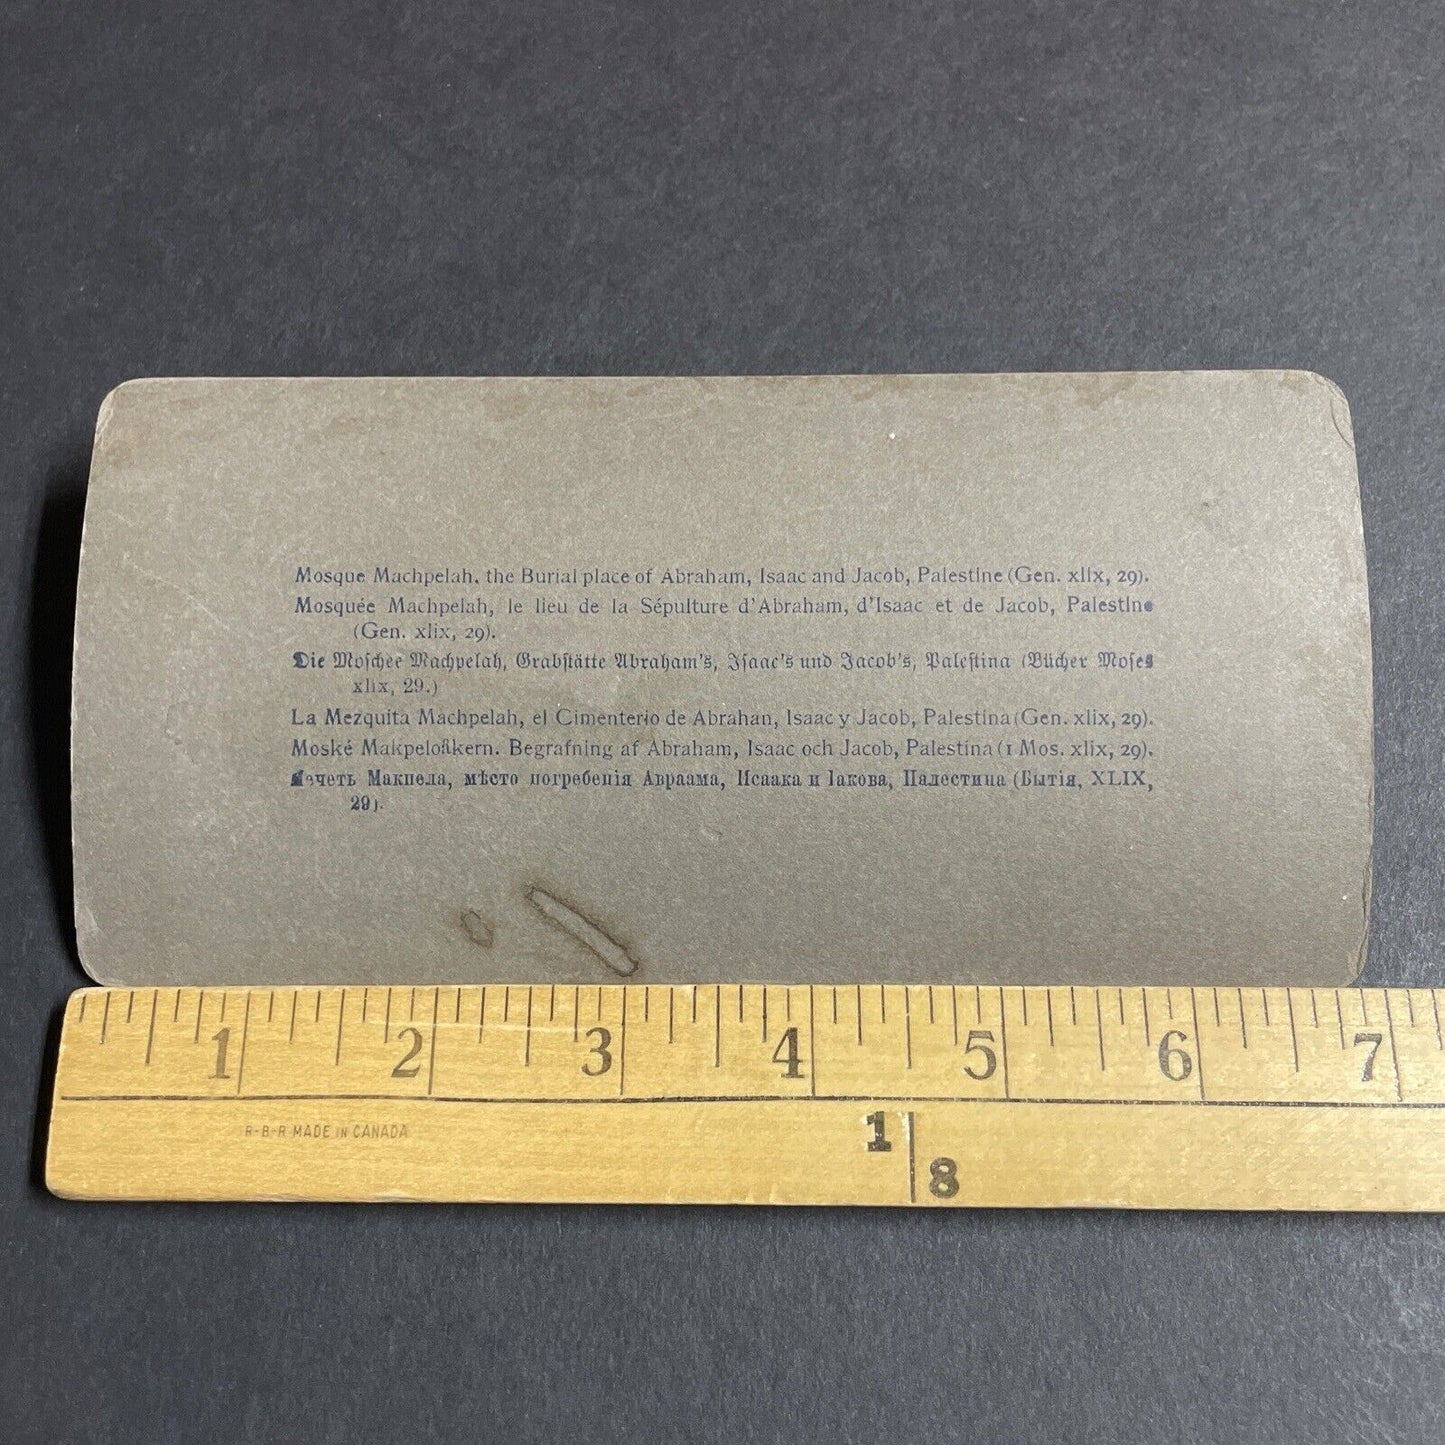 Mosque Machpelah, the Burial place of Abraham, Isaac and Jacob, Palestine (Gen. xlix, 29).
Mosquée Machpelah, le lieu de la Sépulture d'Abraham, d'Isaac et de Jacob, Palestine
(Gen. xlix, 29).
Die Moschee Machpelah, Grabstätte Abraham's, Isaac's und Jacob's, Palestina (Bücher Moses
xlix, 29.)
La Mezquita Machpelah, el Cimenterio de Abrahan, Isaac y Jacob, Palestina (Gen. xlix, 29).
Moské Makpeloåkern. Begrafning af Abraham, Isaac och Jacob, Palestina (1 Mos. xlix, 29).
Мечеть Макпела, мѣсто погребенія Авраама, Исаака и Іакова, Палестина (Бытія, XLIX,
29).
1 2 3 4 5 6 7
R-B-R MADE IN CANADA
1
8